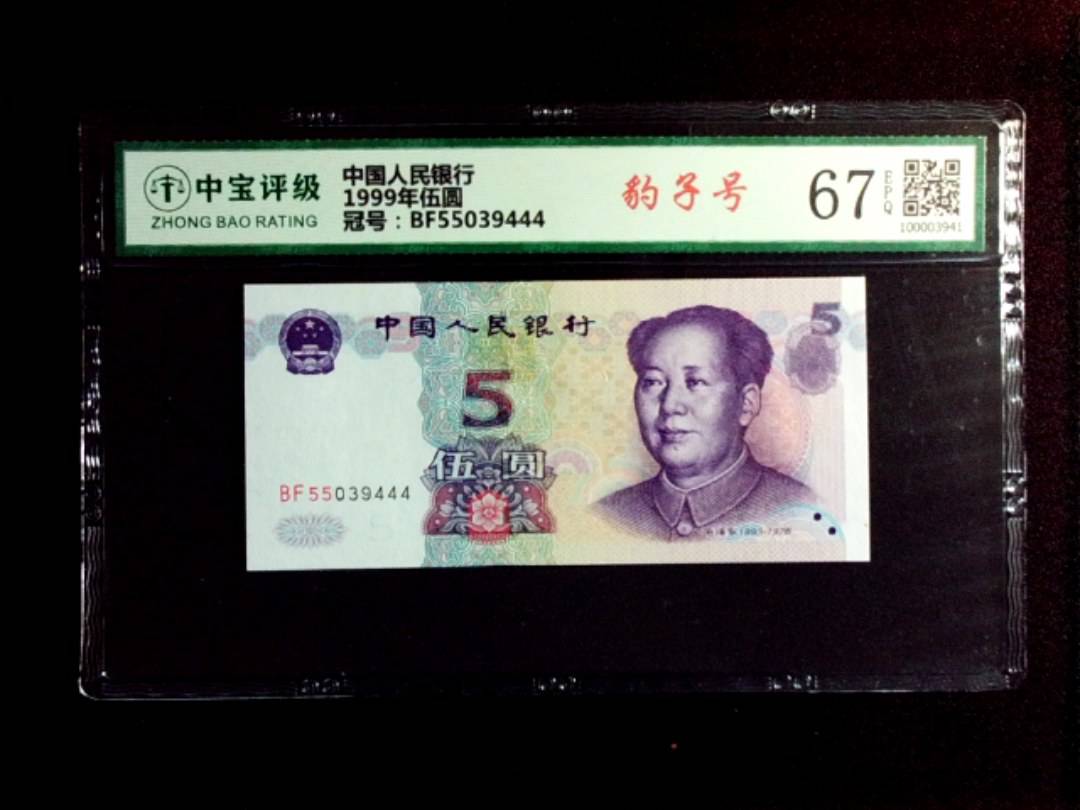 中宝评级
ZHONG BAO RATING
中国人民银行
1999年伍圆
冠号：BF55039444
豹子号
67
EPQ
100003941
中国人民银行
5
5
伍圆
BF55039444